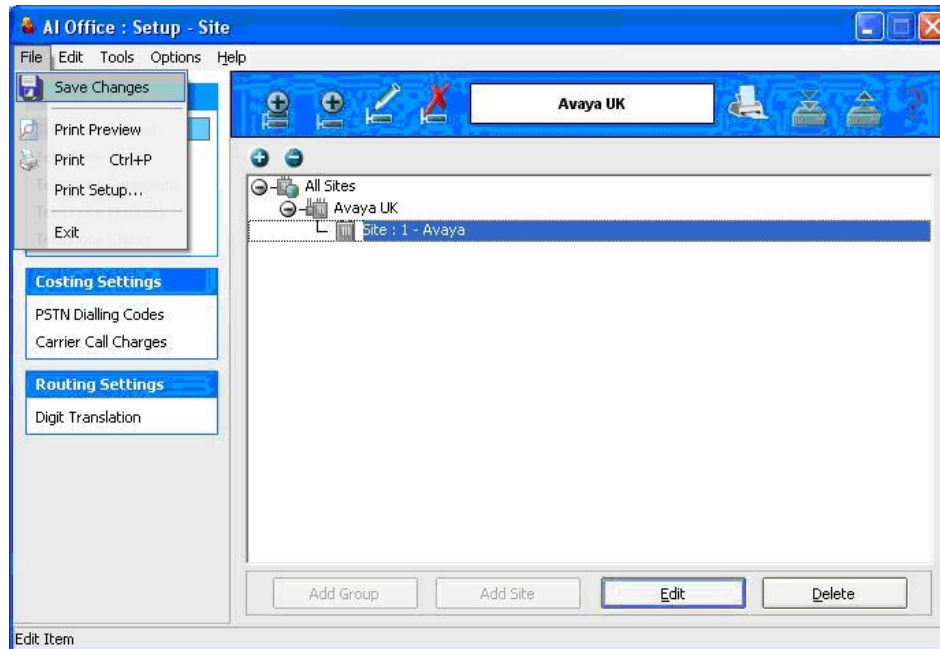 AI Office : Setup - Site
File Edit Tools Options Help
Save Changes
Print Preview
Print Ctrl+P
Print Setup...
Exit
Avaya UK
All Sites
Avaya UK
Site : 1 - Avaya
Costing Settings
PSTN Dialling Codes
Carrier Call Charges
Routing Settings
Digit Translation
Add Group Add Site Edit Delete
Edit Item